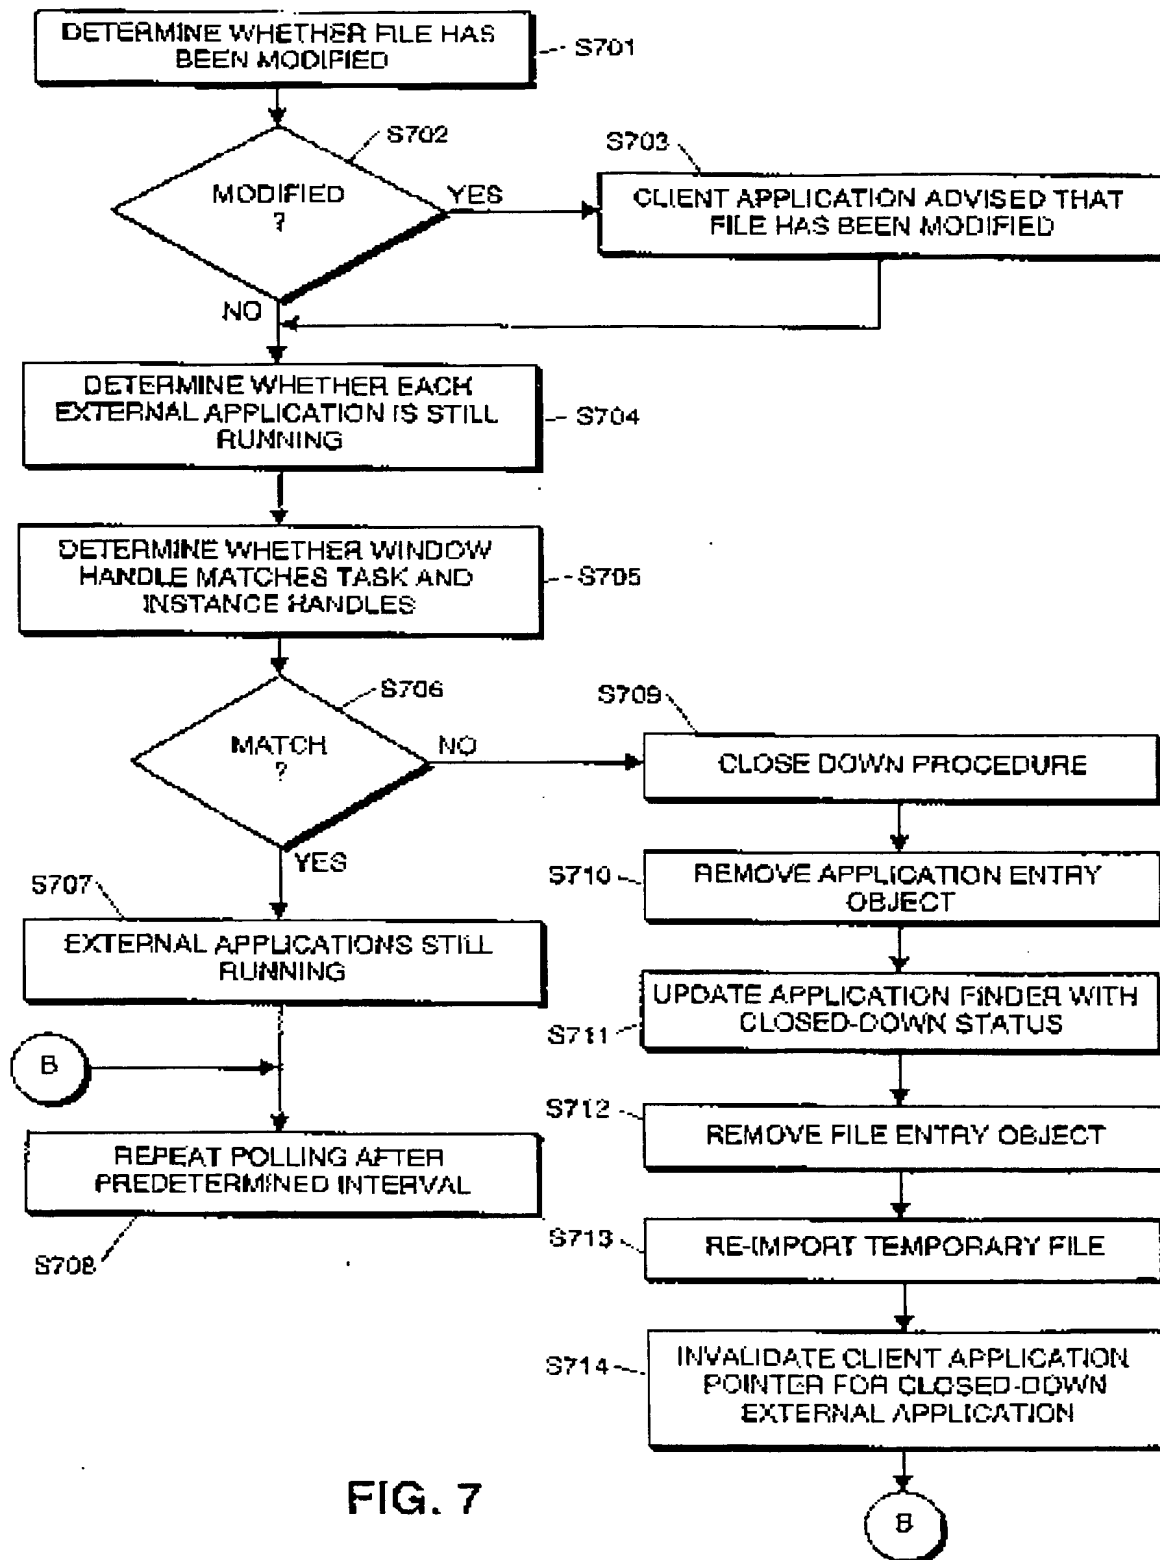 DETERMINE WHETHER FILE HAS
BEEN MODIFIED
S701
S702
MODIFIED
?
YES
NO
S703
CLIENT APPLICATION ADVISED THAT
FILE HAS BEEN MODIFIED
DETERMINE WHETHER EACH
EXTERNAL APPLICATION IS STILL
RUNNING
S704
DETERMINE WHETHER WINDOW
HANDLE MATCHES TASK AND
INSTANCE HANDLES
S705
S706
MATCH
?
NO
YES
S707
EXTERNAL APPLICATIONS STILL
RUNNING
B
REPEAT POLLING AFTER
PREDETERMINED INTERVAL
S708
S709
CLOSE DOWN PROCEDURE
S710
REMOVE APPLICATION ENTRY
OBJECT
S711
UPDATE APPLICATION FINDER WITH
CLOSED-DOWN STATUS
S712
REMOVE FILE ENTRY OBJECT
S713
RE-IMPORT TEMPORARY FILE
S714
INVALIDATE CLIENT APPLICATION
POINTER FOR CLOSED-DOWN
EXTERNAL APPLICATION
B
FIG. 7